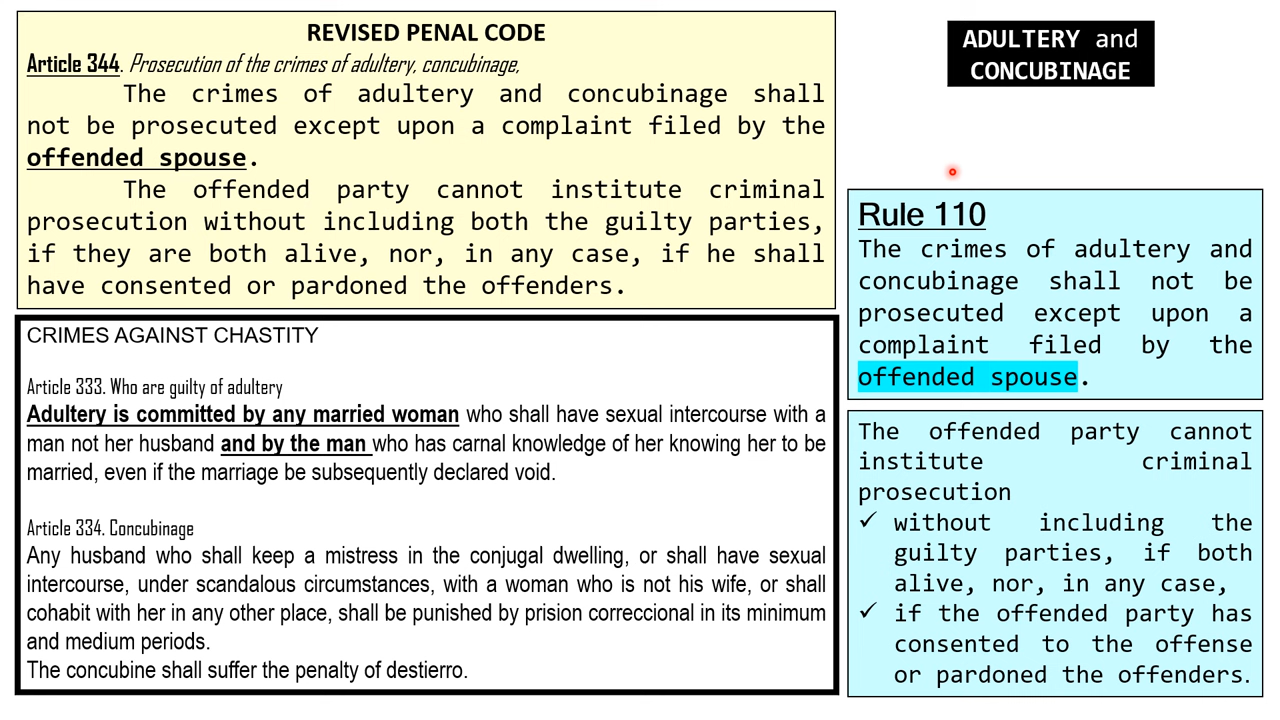 REVISED PENAL CODE
Article 344. Prosecution of the crimes of adultery, concubinage,
The crimes of adultery and concubinage shall
not be prosecuted except upon a complaint filed by the
offended spouse.
The offended party cannot institute criminal
prosecution without including both the guilty parties,
if they are both alive, nor, in any case, if he shall
have consented or pardoned the offenders.
CRIMES AGAINST CHASTITY
Article 333. Who are guilty of adultery
Adultery is committed by any married woman who shall have sexual intercourse with a
man not her husband and by the man who has carnal knowledge of her knowing her to be
married, even if the marriage be subsequently declared void.
Article 334. Concubinage
Any husband who shall keep a mistress in the conjugal dwelling, or shall have sexual
intercourse, under scandalous circumstances, with a woman who is not his wife, or shall
cohabit with her in any other place, shall be punished by prision correccional in its minimum
and medium periods.
The concubine shall suffer the penalty of destierro.
ADULTERY and
CONCUBINAGE
Rule 110
The crimes of adultery and
concubinage shall not be
prosecuted except upon a
complaint filed by the
offended spouse.
The offended party cannot
institute criminal
prosecution
✓ without including the
guilty parties, if both
alive, nor, in any case,
✓ if the offended party has
consented to the offense
or pardoned the offenders.